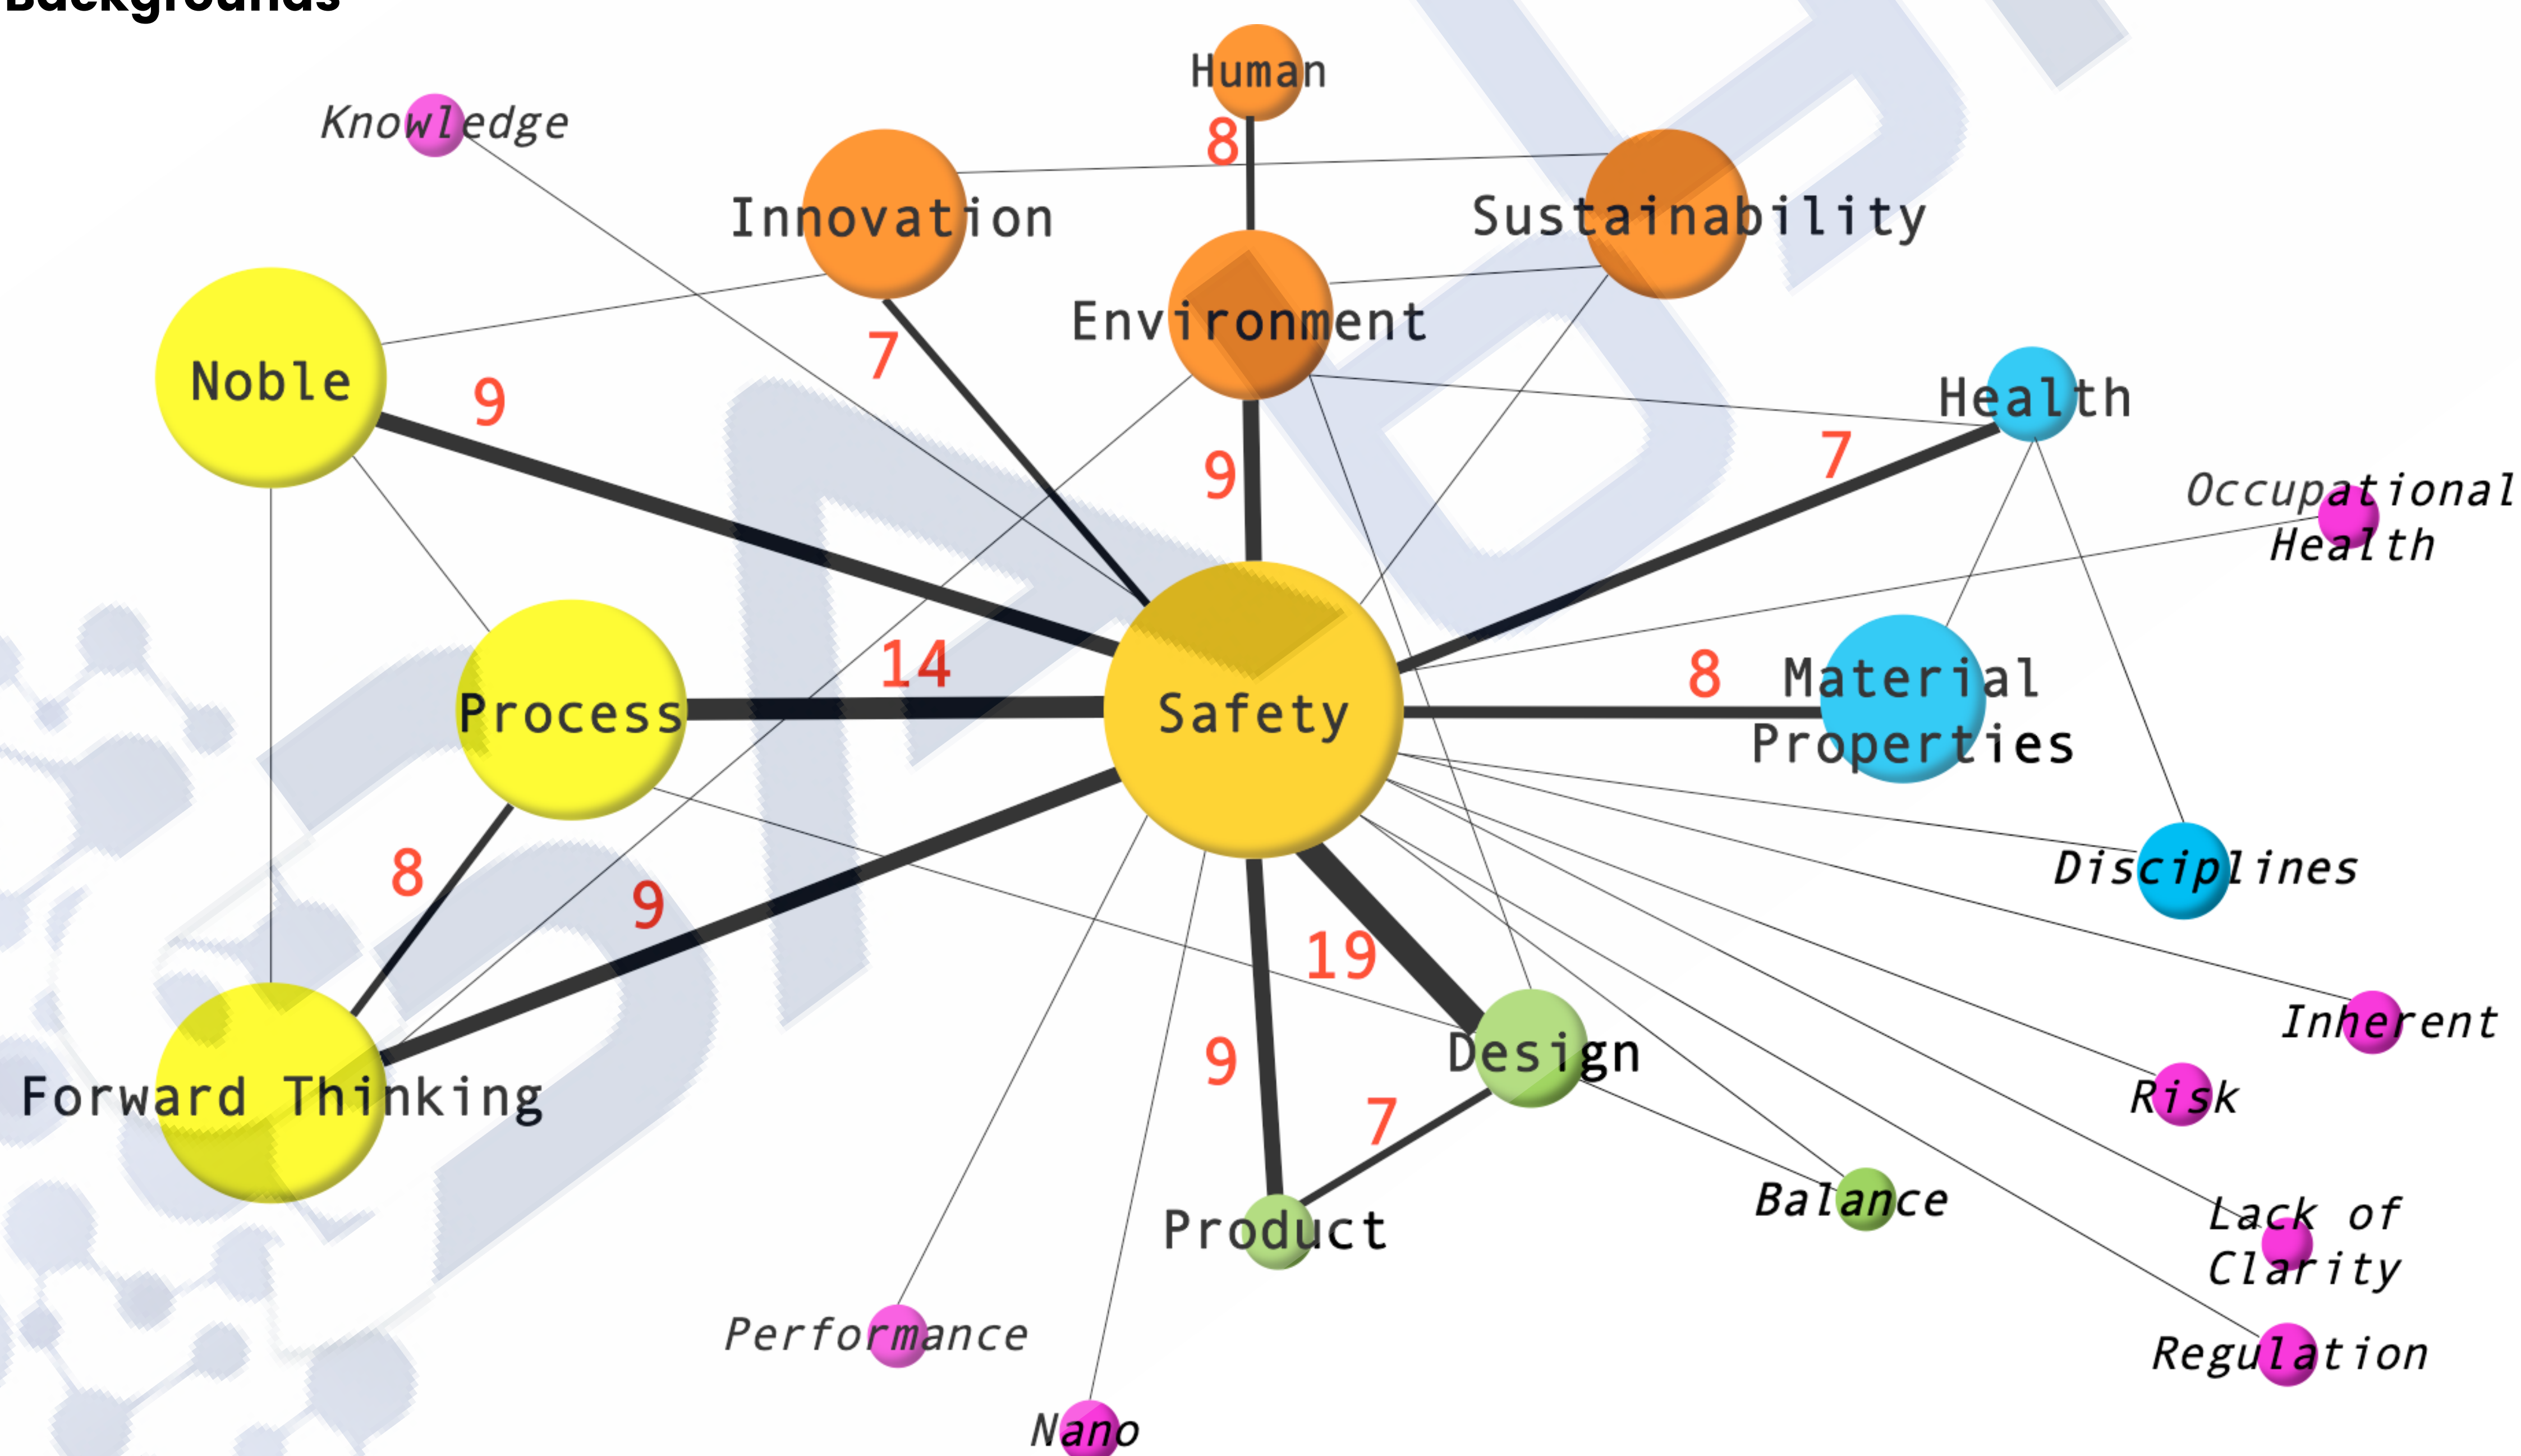 Backgrounds
Human
Knowledge
8
Innovation
Sustainability
Environment
7
Noble
9
Health
7
9
Occupational
Health
14
8
Material
Properties
Process
Safety
8
9
Disciplines
19
Inherent
Design
9
Forward Thinking
7
Risk
Balance
Product
Lack of
Clarity
Performance
Regulation
Nano